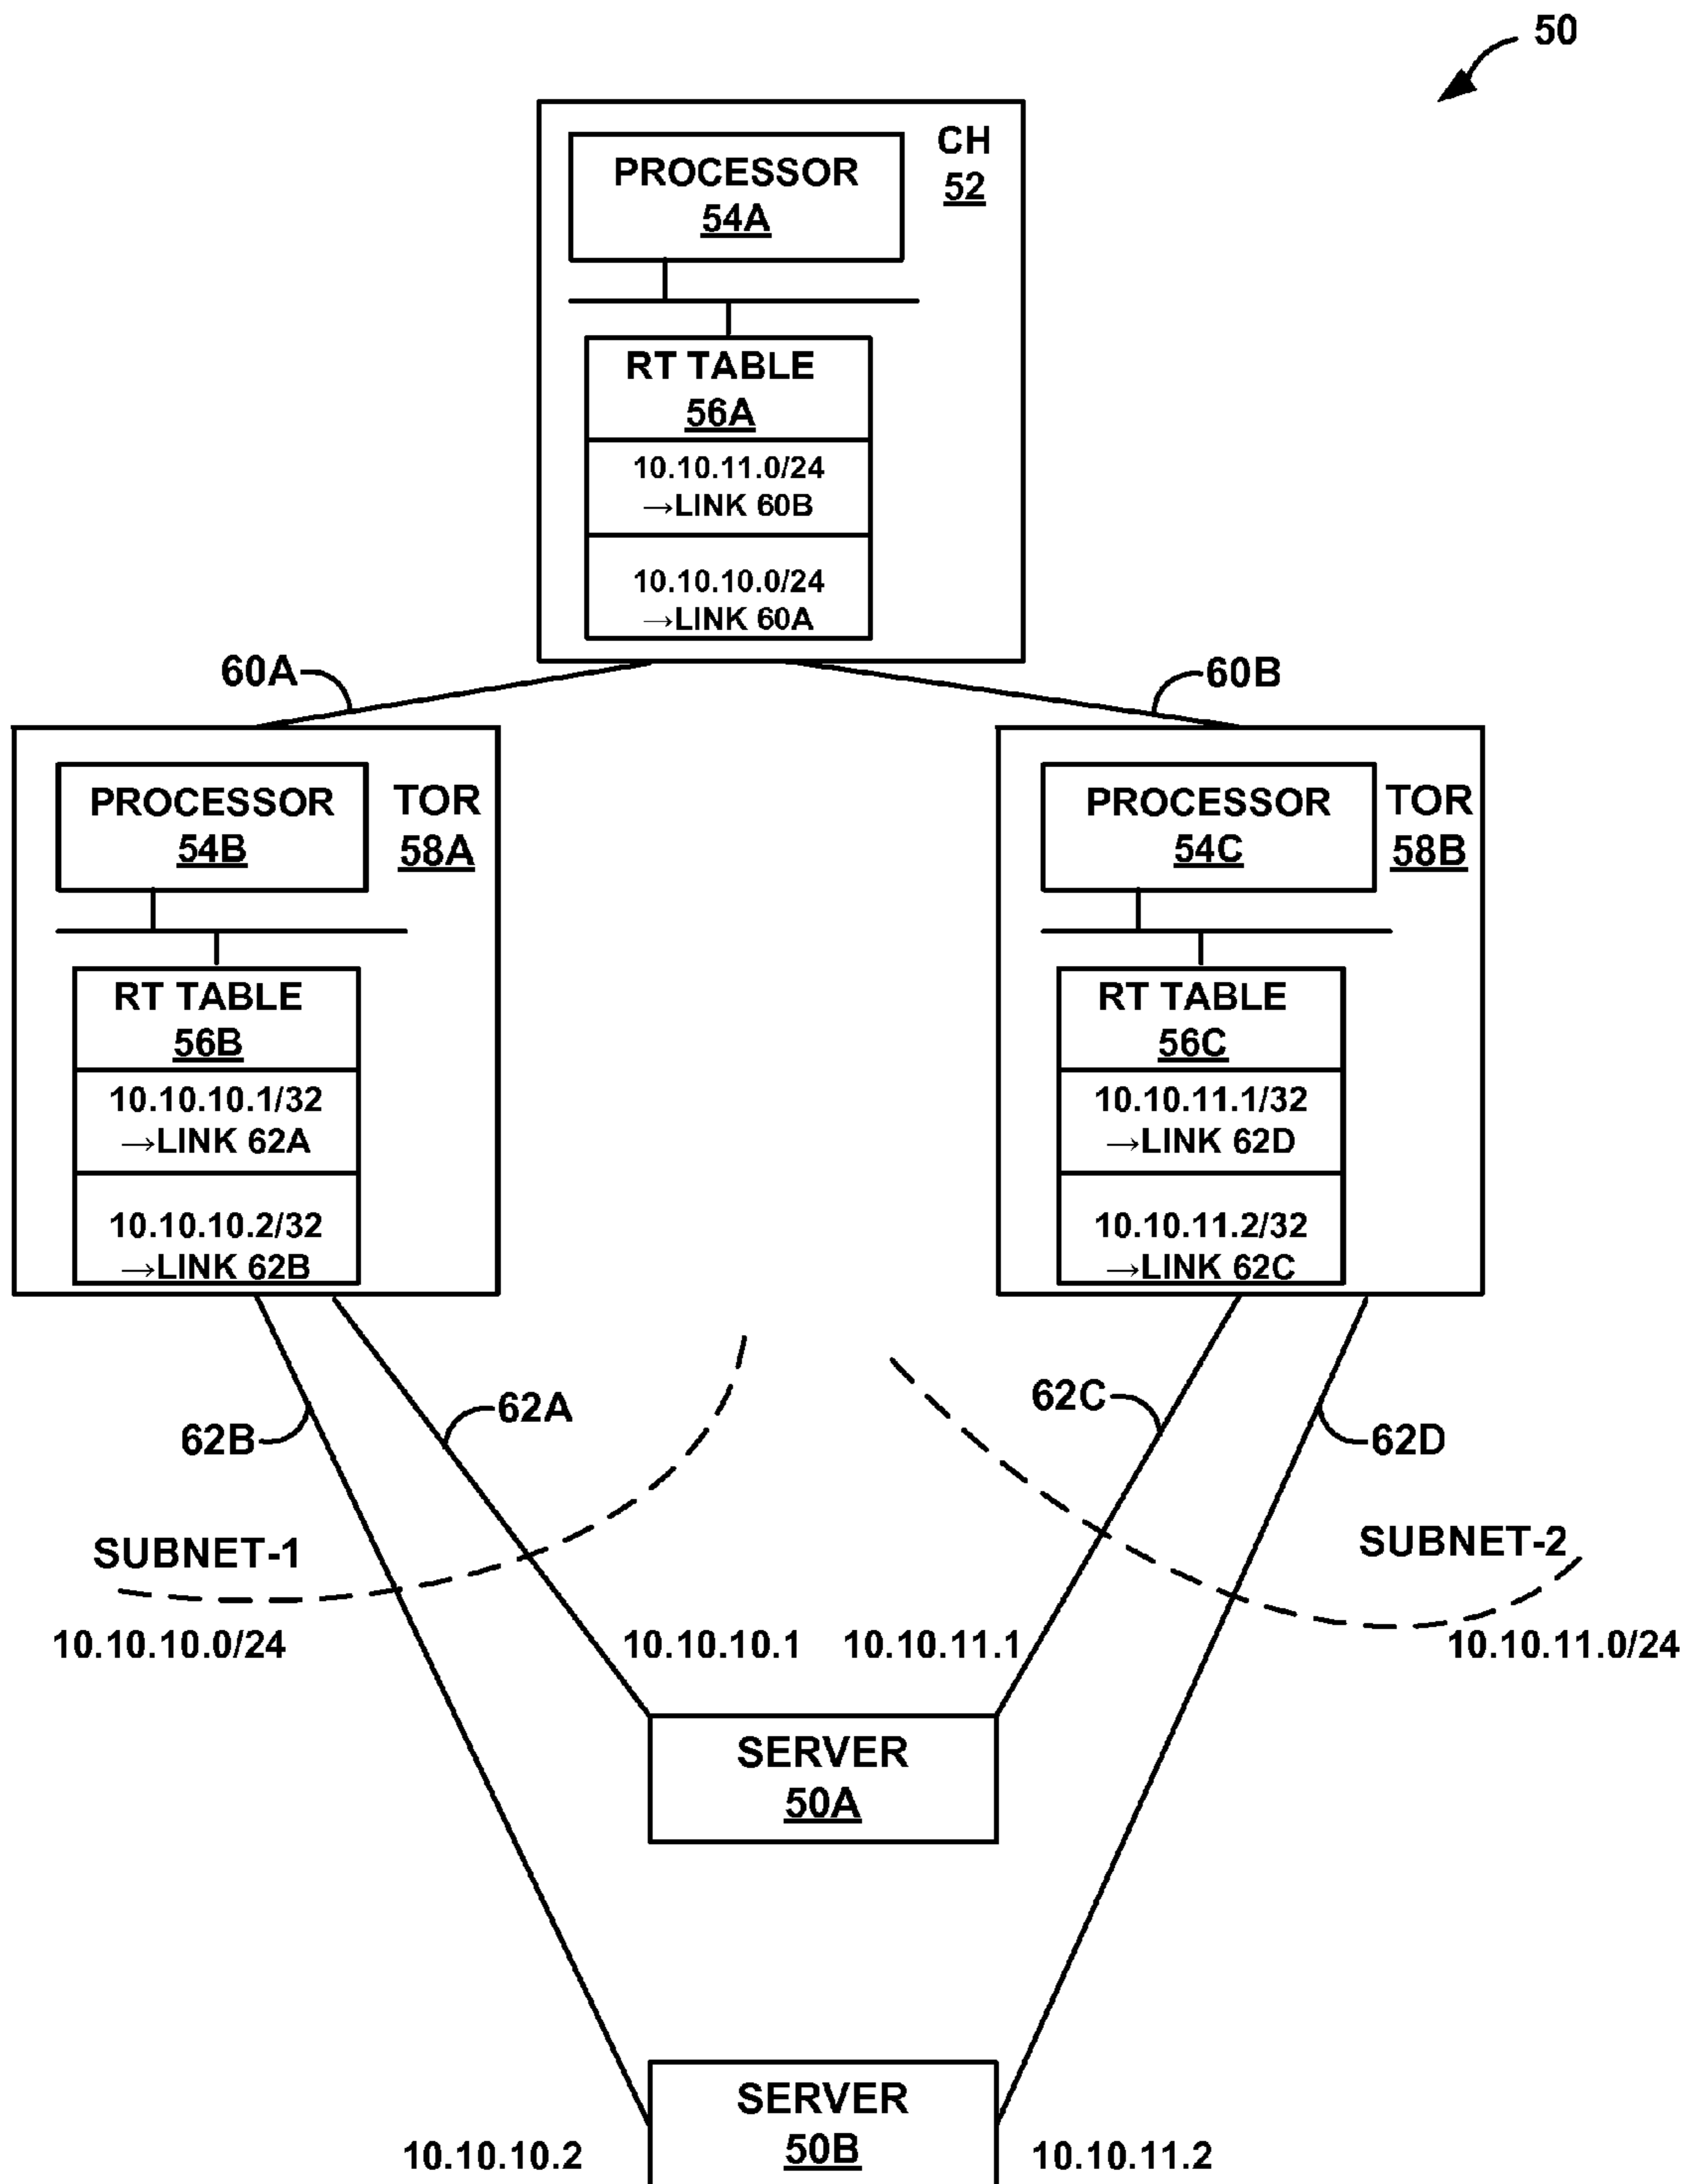 50
CH
52
PROCESSOR
54A
RT TABLE
56A
10.10.11.0/24
→LINK 60B
10.10.10.0/24
→LINK 60A
60A
60B
PROCESSOR
54B
TOR
58A
RT TABLE
56B
10.10.10.1/32
→LINK 62A
10.10.10.2/32
→LINK 62B
PROCESSOR
54C
TOR
58B
RT TABLE
56C
10.10.11.1/32
→LINK 62D
10.10.11.2/32
→LINK 62C
62B
62A
62C
62D
SUBNET-1
10.10.10.0/24
SUBNET-2
10.10.11.0/24
10.10.10.1
10.10.11.1
SERVER
50A
SERVER
50B
10.10.10.2
10.10.11.2